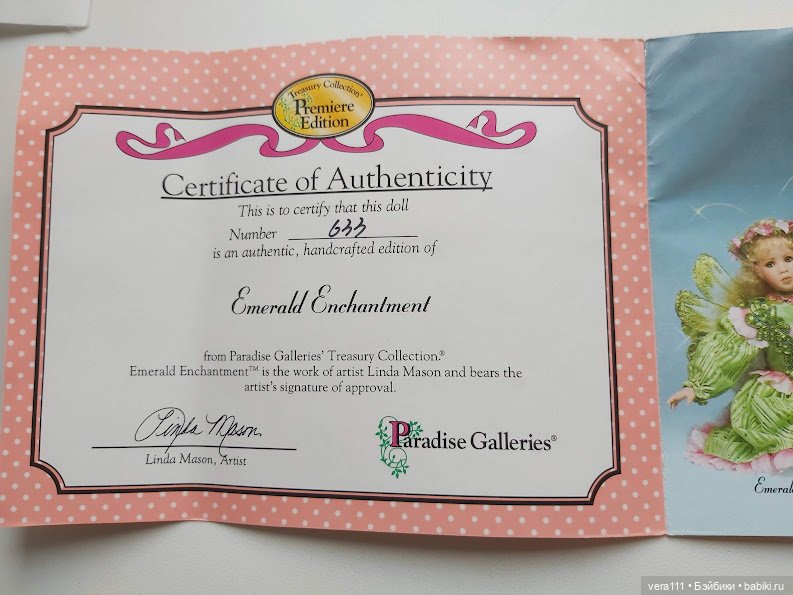 Treasury Collection®
Premiere
Edition
Certificate of Authenticity
This is to certify that this doll
Number 633
is an authentic, handcrafted edition of
Emerald Enchantment
from Paradise Galleries' Treasury Collection.®
Emerald Enchantment™ is the work of artist Linda Mason and bears the
artist's signature of approval.
Linda Mason
Linda Mason, Artist
Paradise Galleries®
Emeral
vera111 • Бэйбики • babiki.ru